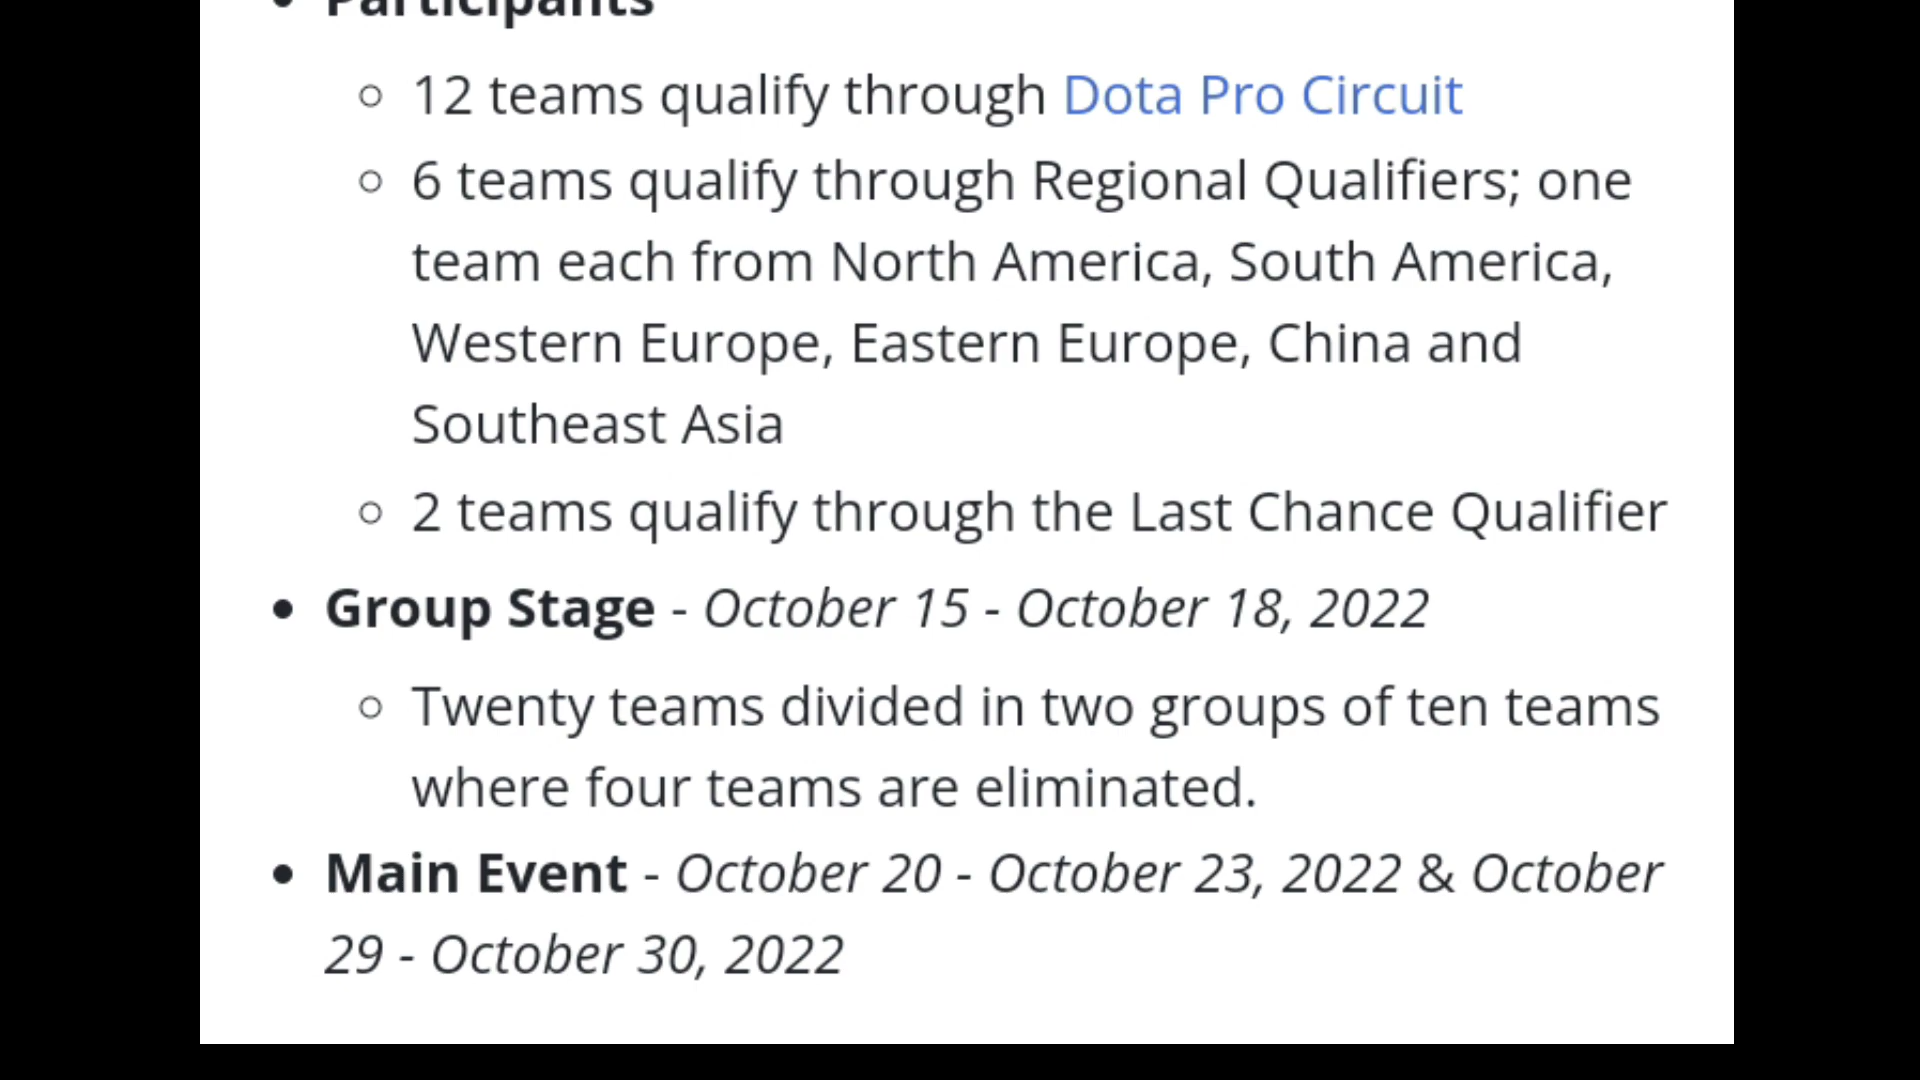 Participants
12 teams qualify through Dota Pro Circuit
6 teams qualify through Regional Qualifiers; one
team each from North America, South America,
Western Europe, Eastern Europe, China and
Southeast Asia
2 teams qualify through the Last Chance Qualifier
Group Stage - October 15 - October 18, 2022
Twenty teams divided in two groups of ten teams
where four teams are eliminated.
Main Event - October 20 - October 23, 2022 & October
29 - October 30, 2022